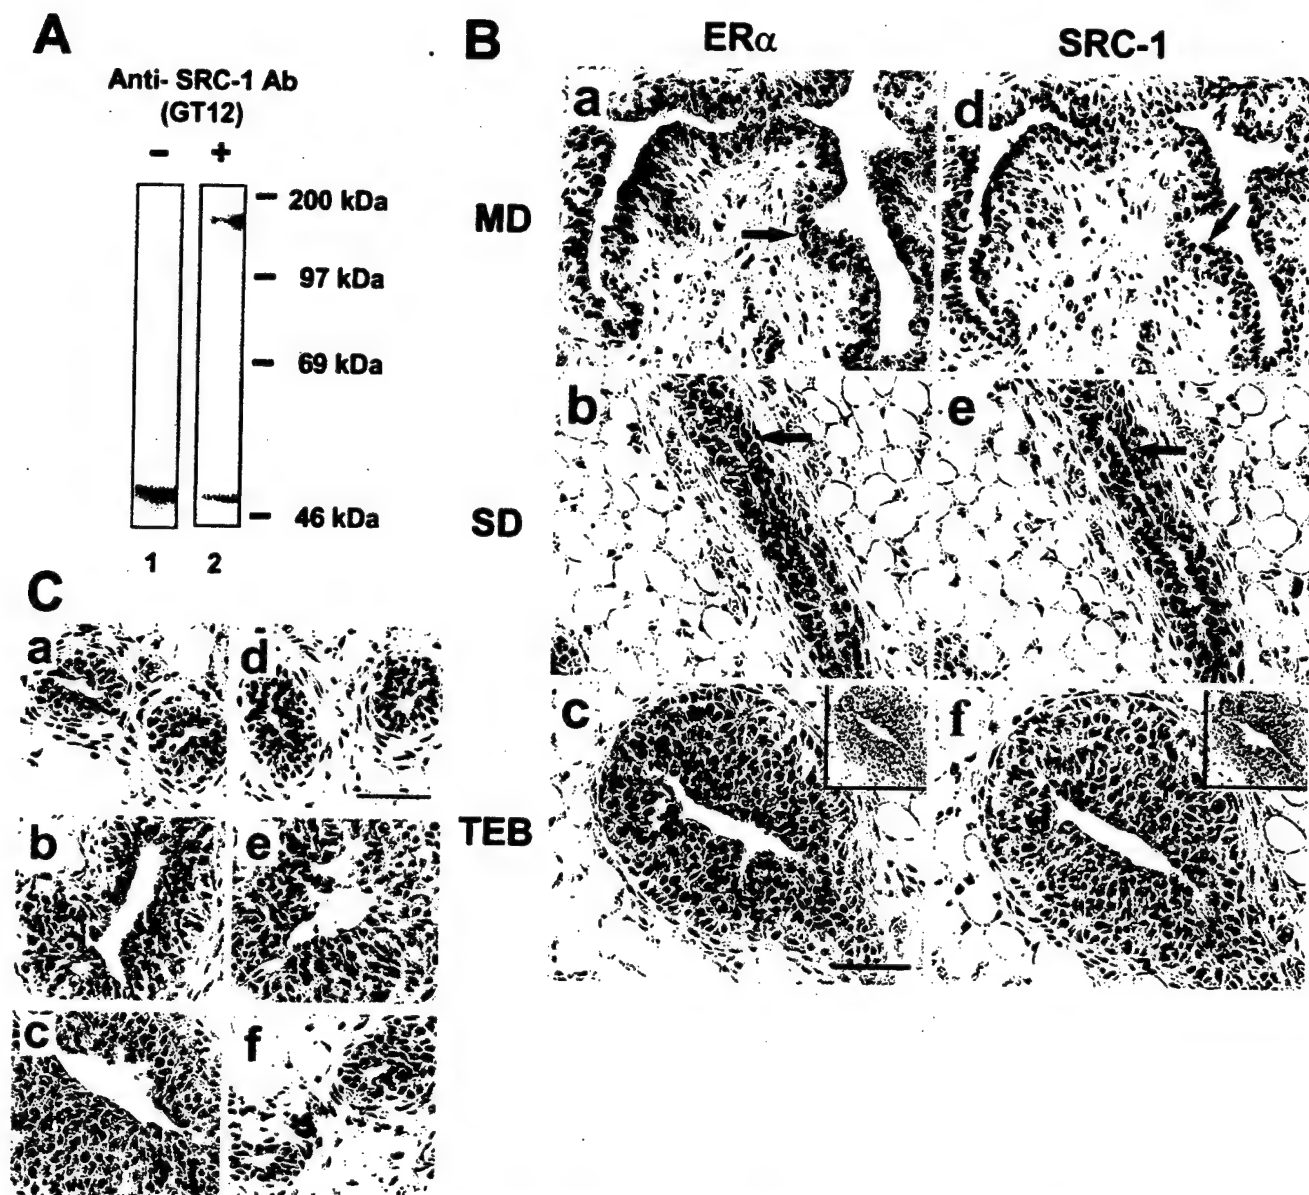 A
Anti- SRC-1 Ab
(GT12)
- +
200 kDa
97 kDa
69 kDa
46 kDa
1 2
B
ERα SRC-1
MD
a d
SD
b e
TEB
c f
C
a d
b e
c f